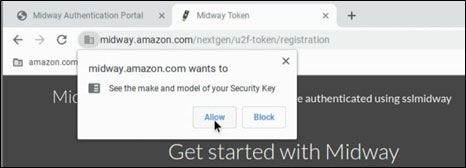 Midway Authentication Portal
Midway Token
midway.amazon.com/nextgen/u2f-token/registration
amazon.com
midway.amazon.com wants to
See the make and model of your Security Key
Allow
Block
Mid
e authenticated using sslmidway
Get started with Midway